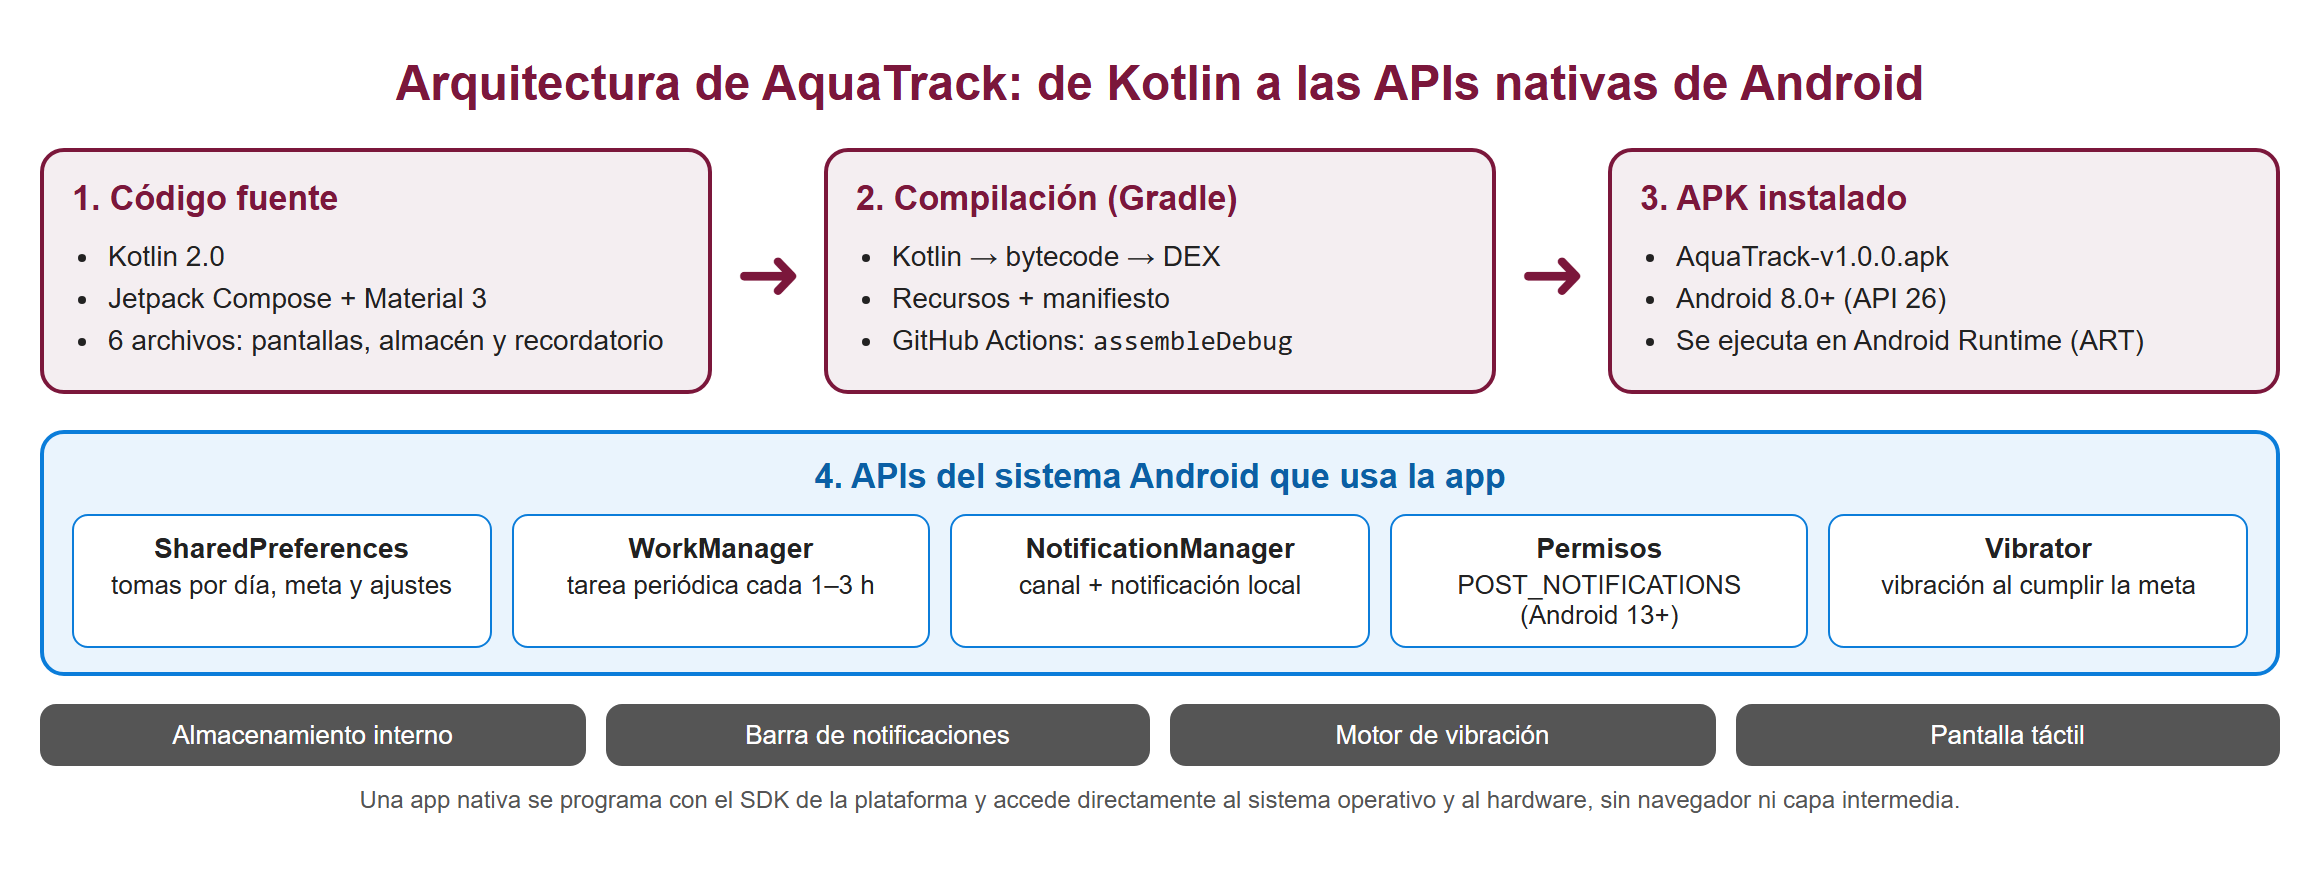 Arquitectura de AquaTrack: de Kotlin a las APIs nativas de Android
1. Código fuente
• Kotlin 2.0
• Jetpack Compose + Material 3
• 6 archivos: pantallas, almacén y recordatorio
➜
2. Compilación (Gradle)
• Kotlin → bytecode → DEX
• Recursos + manifiesto
• GitHub Actions: assembleDebug
➜
3. APK instalado
• AquaTrack-v1.0.0.apk
• Android 8.0+ (API 26)
• Se ejecuta en Android Runtime (ART)
4. APIs del sistema Android que usa la app
SharedPreferences
tomas por día, meta y ajustes
WorkManager
tarea periódica cada 1–3 h
NotificationManager
canal + notificación local
Permisos
POST_NOTIFICATIONS
(Android 13+)
Vibrator
vibración al cumplir la meta
Almacenamiento interno
Barra de notificaciones
Motor de vibración
Pantalla táctil
Una app nativa se programa con el SDK de la plataforma y accede directamente al sistema operativo y al hardware, sin navegador ni capa intermedia.